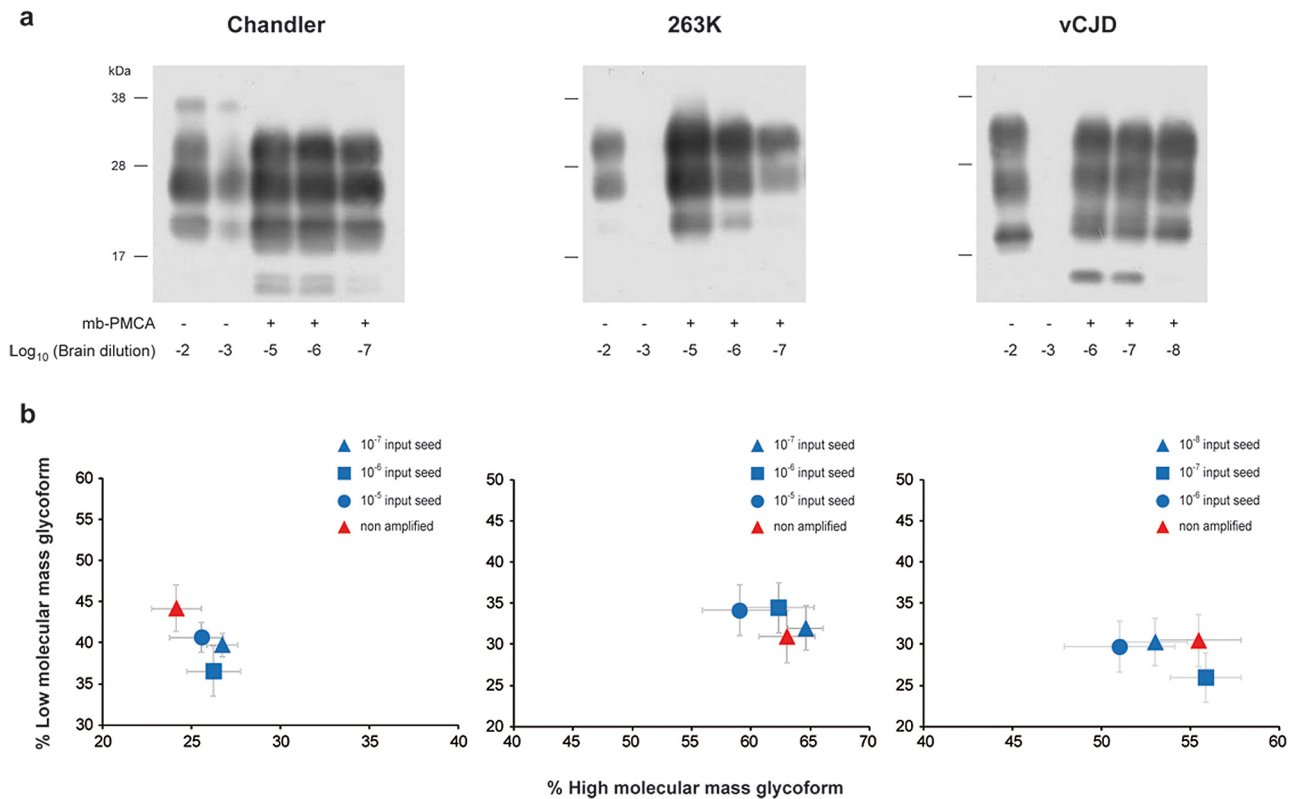 a
Chandler 263K vCJD
kDa
38
28
17
mb-PMCA - - + + + - - + + + - - + + +
Log10 (Brain dilution) -2 -3 -5 -6 -7 -2 -3 -5 -6 -7 -2 -3 -6 -7 -8
b
% Low molecular mass glycoform
10-7 input seed
10-6 input seed
10-5 input seed
non amplified
60
55
50
45
40
35
30
20 25 30 35 40
10-7 input seed
10-6 input seed
10-5 input seed
non amplified
50
45
40
35
30
25
20
40 45 50 55 60 65 70
10-8 input seed
10-7 input seed
10-6 input seed
non amplified
50
45
40
35
30
25
20
40 45 50 55 60
% High molecular mass glycoform